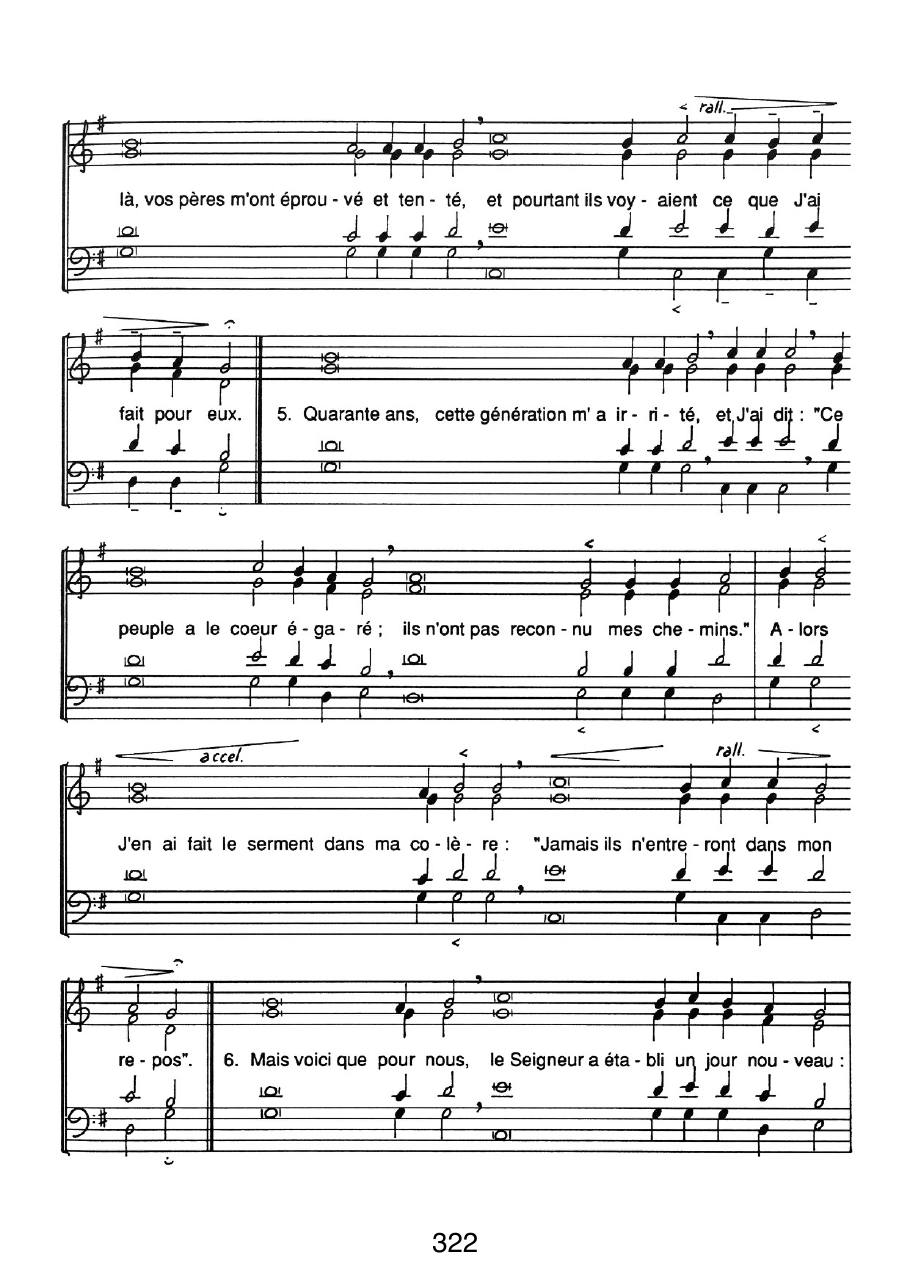 rall.
là, vos pères m'ont éprou - vé et ten - té, et pourtant ils voy - aient ce que J'ai
fait pour eux. 5. Quarante ans, cette génération m' a ir - ri - té, et J'ai dit : "Ce
peuple a le coeur é - ga - ré ; ils n'ont pas recon - nu mes che - mins." A - lors
accel. rall.
J'en ai fait le serment dans ma co - lè - re : "Jamais ils n'entre - ront dans mon
re - pos". 6. Mais voici que pour nous, le Seigneur a éta - bli un jour nou - veau :
322